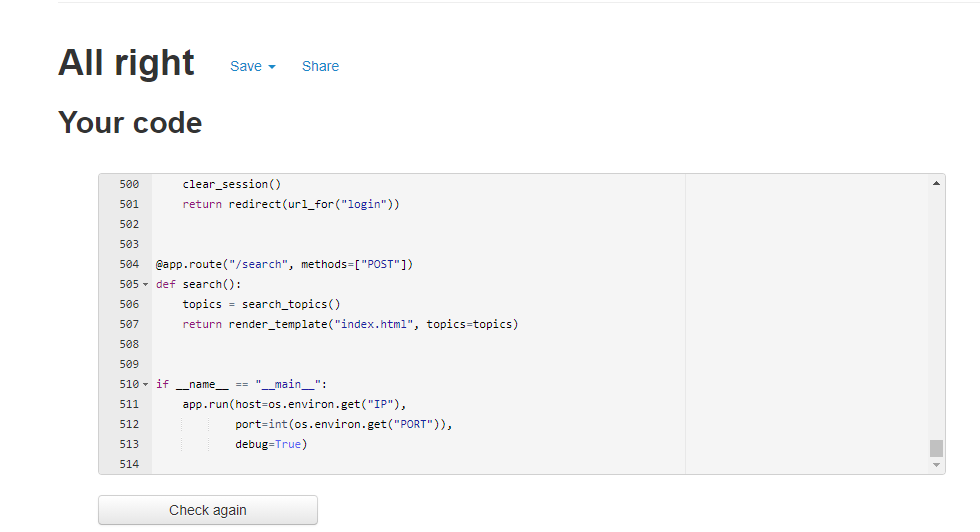 All right Save Share
Your code
500 clear_session()
501 return redirect(url_for("login"))
502
503
504 @app.route("/search", methods=["POST"])
505 def search():
506 topics = search_topics()
507 return render_template("index.html", topics=topics)
508
509
510 if __name__ == "__main__":
511 app.run(host=os.environ.get("IP"),
512 port=int(os.environ.get("PORT")),
513 debug=True)
514
Check again